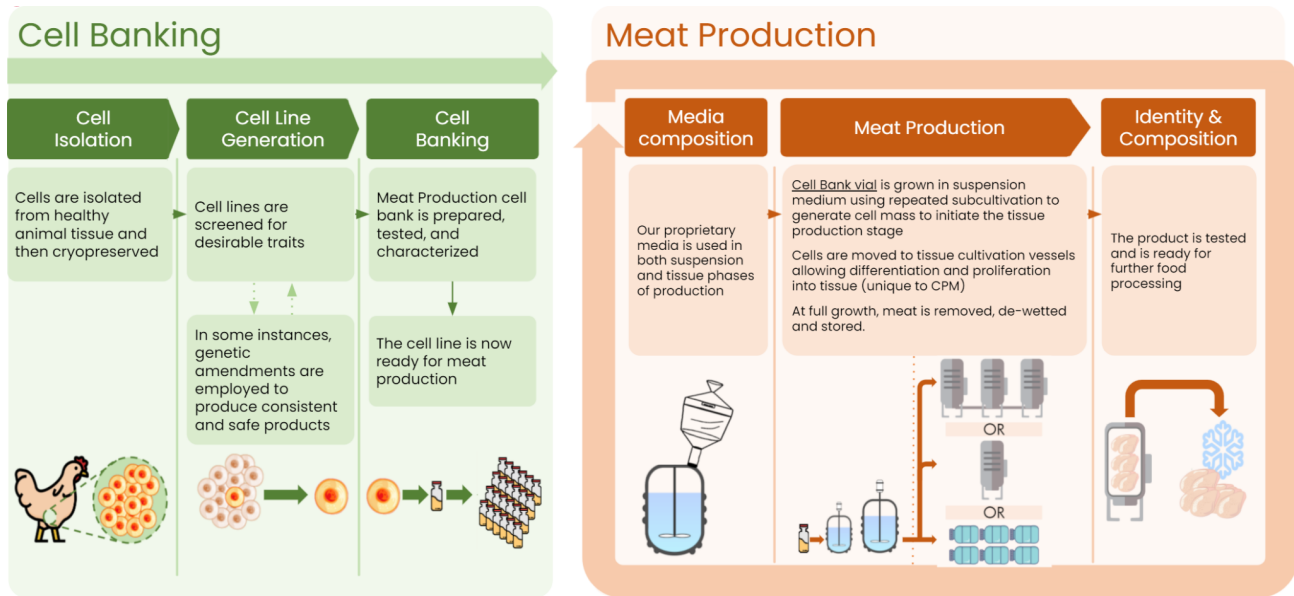 Cell Banking
Cell
Isolation
Cell Line
Generation
Cell
Banking
Cells are isolated
from healthy
animal tissue and
then cryopreserved
Cell lines are
screened for
desirable traits
Meat Production cell
bank is prepared,
tested, and
characterized
In some instances,
genetic
amendments are
employed to
produce consistent
and safe products
The cell line is now
ready for meat
production
Meat Production
Media
composition
Meat Production
Identity &
Composition
Our proprietary
media is used in
both suspension
and tissue phases
of production
Cell Bank vial is grown in suspension
medium using repeated subcultivation to
generate cell mass to initiate the tissue
production stage
Cells are moved to tissue cultivation vessels
allowing differentiation and proliferation
into tissue (unique to CPM)
At full growth, meat is removed, de-wetted
and stored.
The product is tested
and is ready for
further food
processing
OR
OR